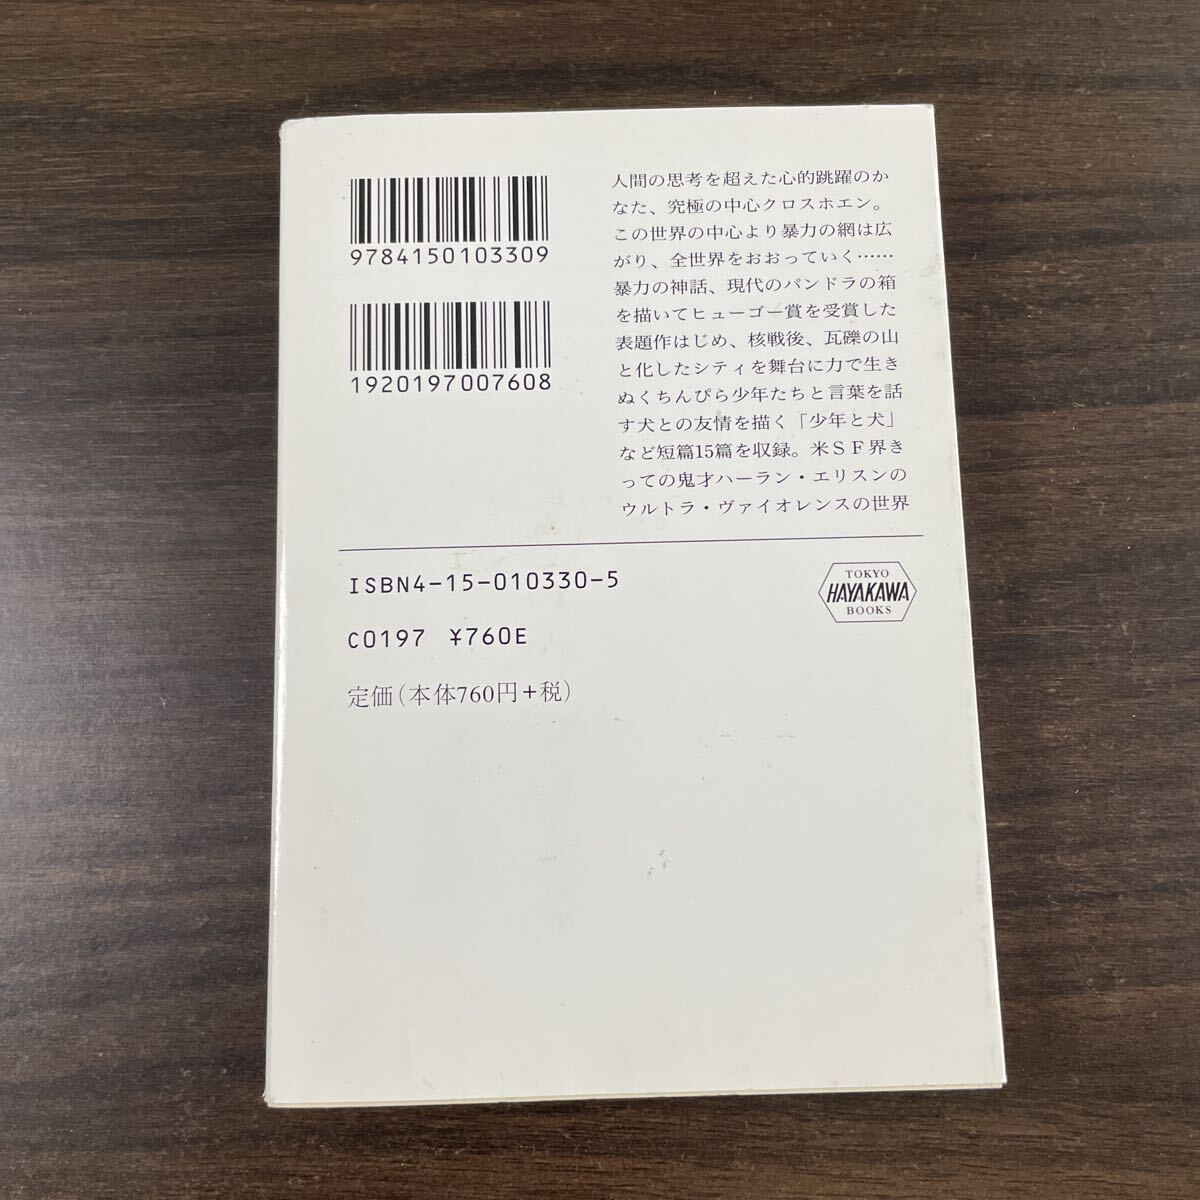 9784150103309
1920197007608
人間の思考を超えた心的跳躍のか
なた、究極の中心クロスホエン。
この世界の中心より暴力の網は広
がり、全世界をおおっていく……
暴力の神話、現代のパンドラの箱
を描いてヒューゴー賞を受賞した
表題作はじめ、核戦後、瓦礫の山
と化したシティを舞台に力で生き
ぬくちんぴら少年たちと言葉を話
す犬との友情を描く「少年と犬」
など短篇15篇を収録。米ＳＦ界き
っての鬼才ハーラン・エリスンの
ウルトラ・ヴァイオレンスの世界
ISBN4-15-010330-5
C0197 ¥760E
定価(本体760円+税)
TOKYO
HAYAKAWA
BOOKS